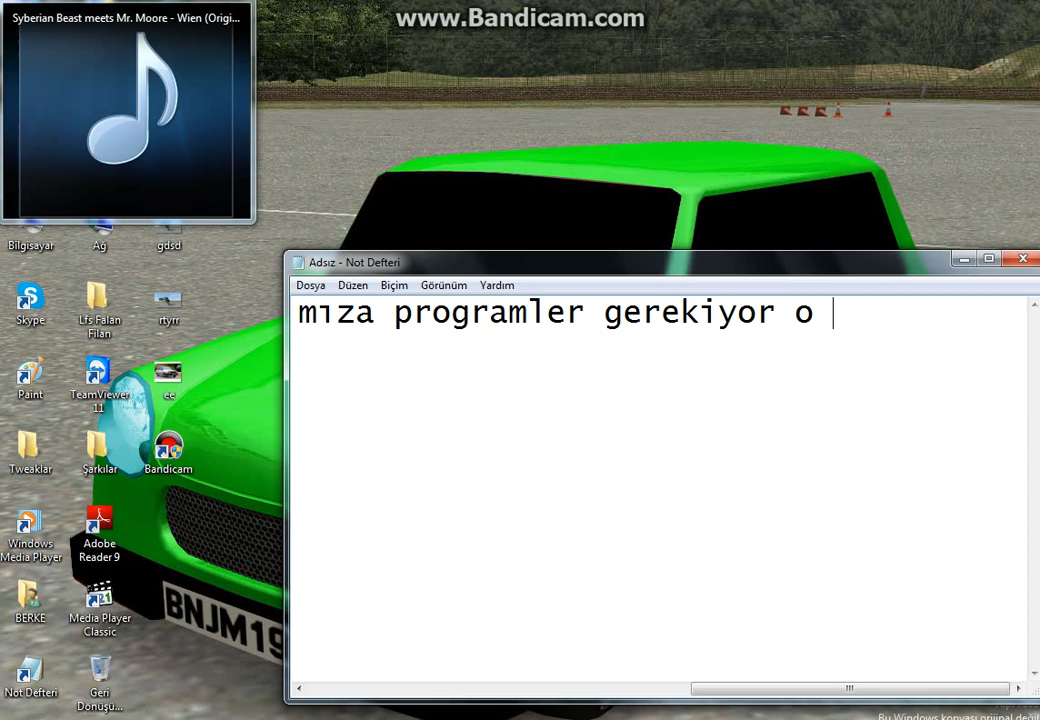 www.Bandicam.com
Syberian Beast meets Mr. Moore - Wien (Origi...
Bilgisayar
Ağ
gdsd
Skype
Lfs Falan
Filan
rtyrr
Paint
TeamViewer
11
ee
Tweaklar
Şarkılar
Bandicam
Windows
Media Player
Adobe
Reader 9
BERKE
Media Player
Classic
Not Defteri
Geri
Dönüşü...
Adsız - Not Defteri
Dosya Düzen Biçim Görünüm Yardım
mıza programler gerekiyor o
BNJM19
Bu Windows kopyası orijinal değil